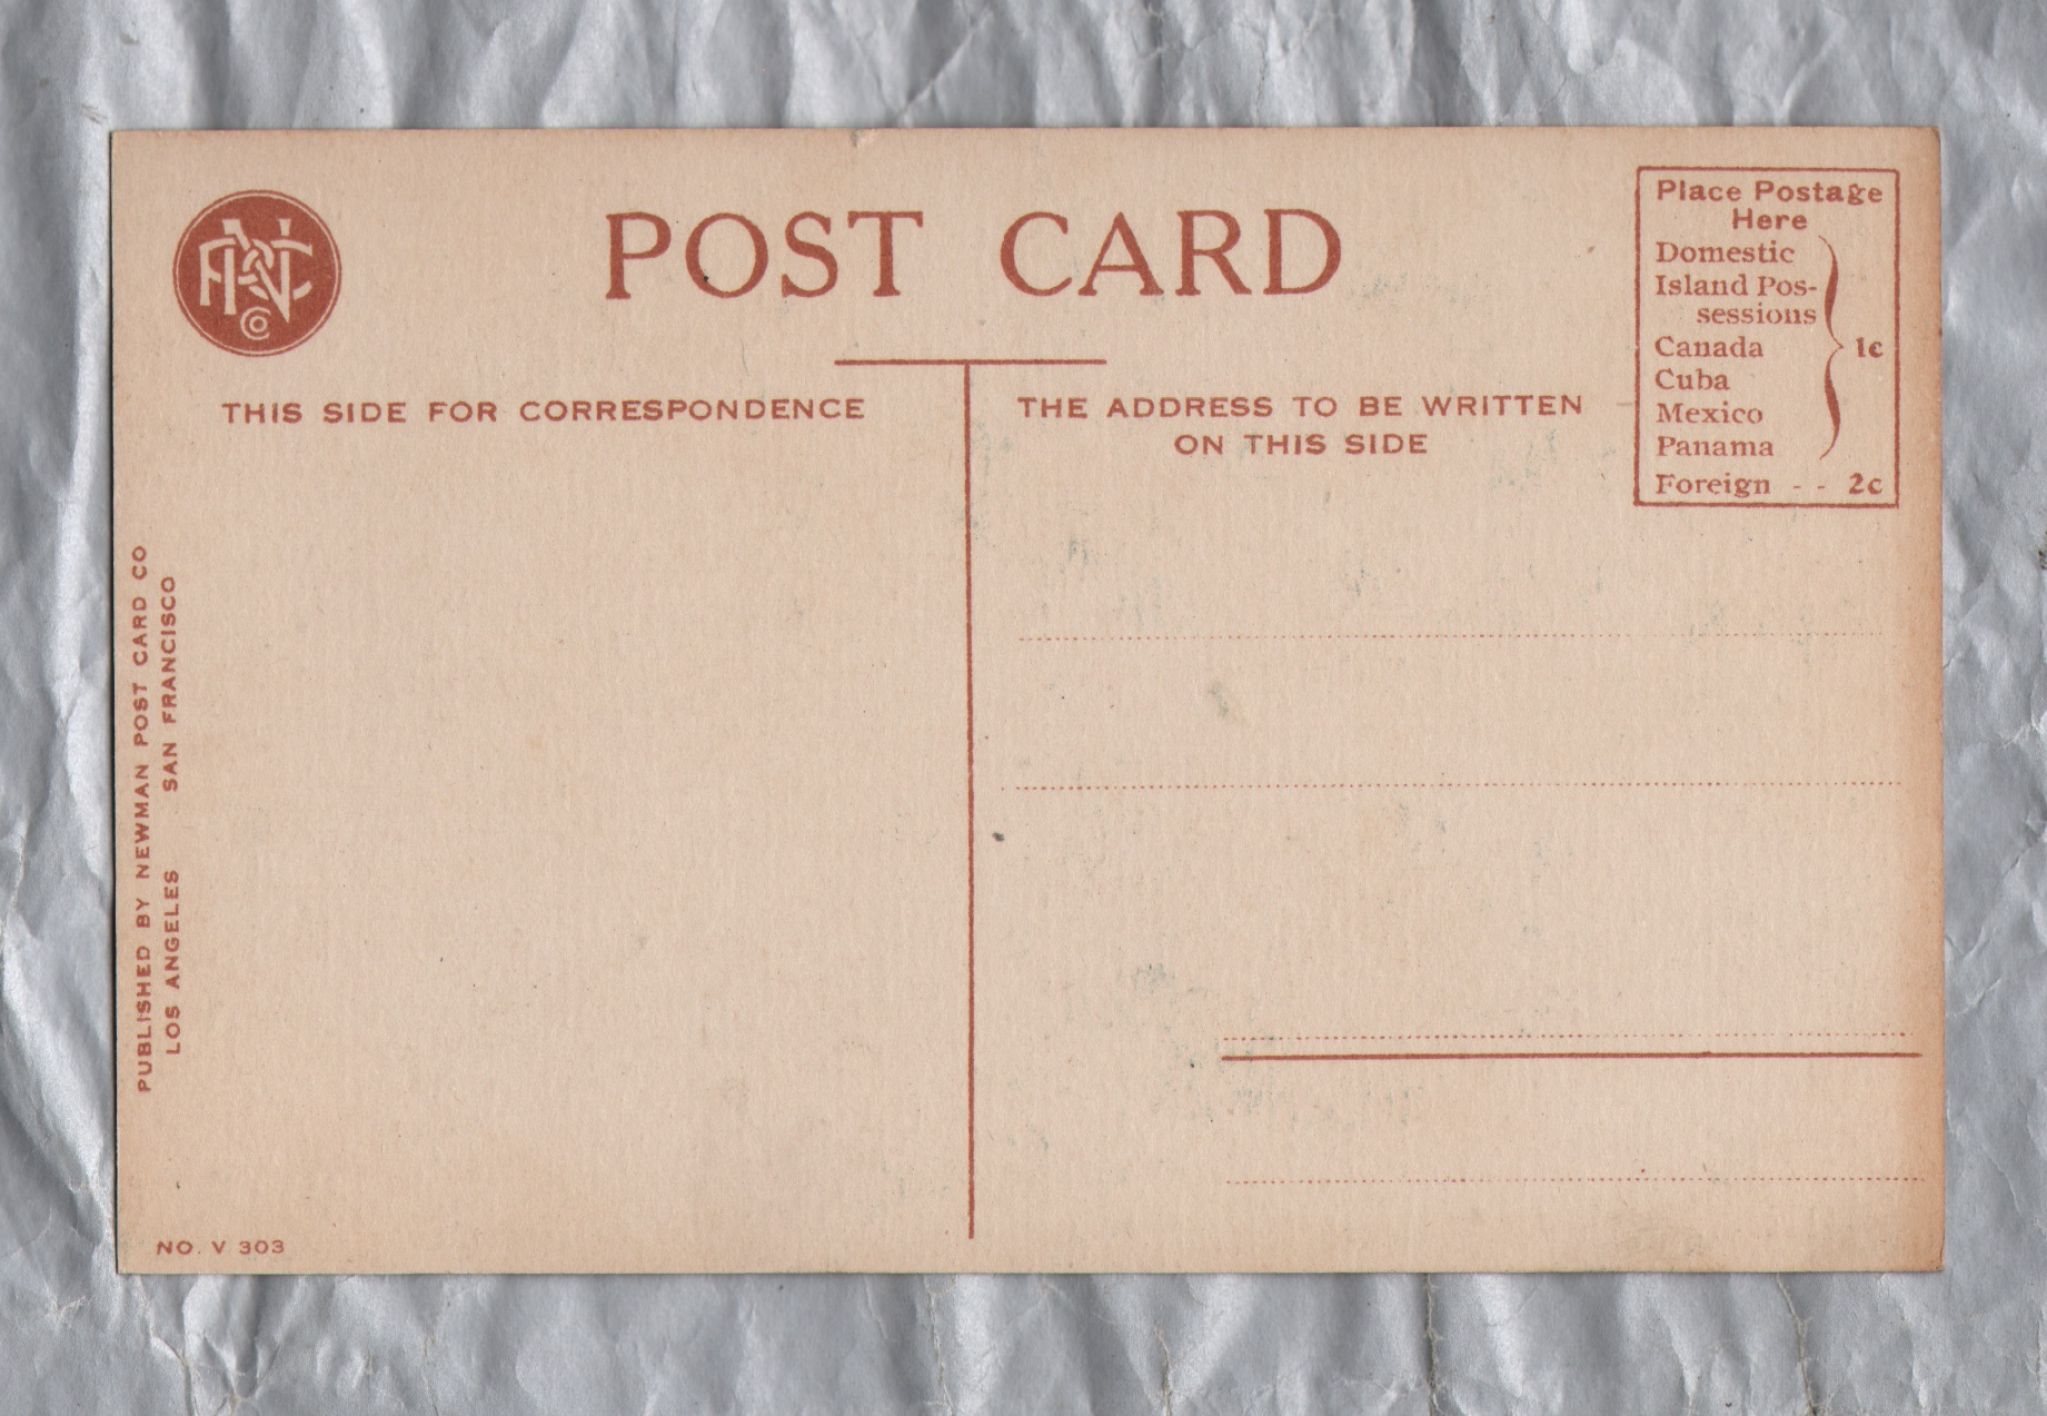 POST CARD
Place Postage
Here
Domestic
Island Pos-
sessions
Canada
1c
Cuba
Mexico
Panama
Foreign - - 2c
THIS SIDE FOR CORRESPONDENCE
THE ADDRESS TO BE WRITTEN
ON THIS SIDE
PUBLISHED BY NEWMAN POST CARD CO
LOS ANGELES SAN FRANCISCO
NO. V 303